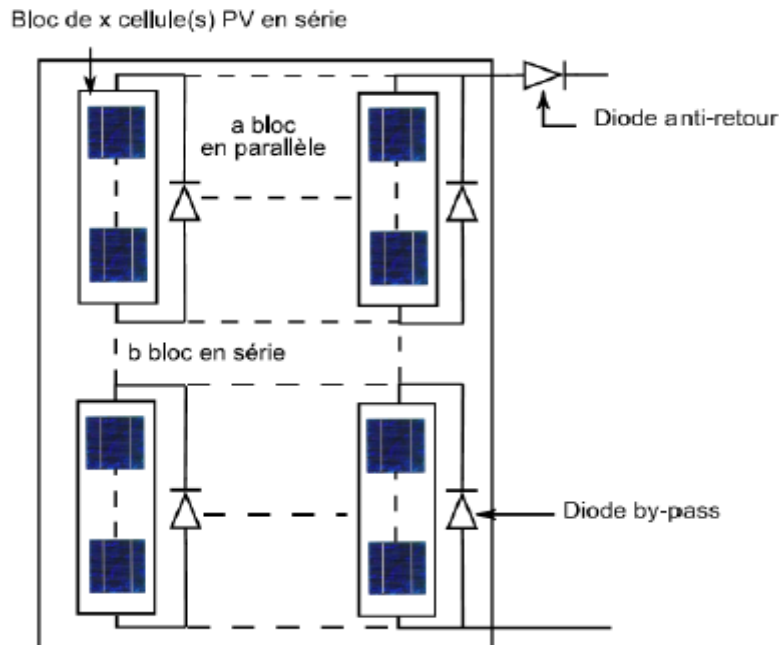 Bloc de x cellule(s) PV en série
Diode anti-retour
a bloc
en parallèle
b bloc en série
Diode by-pass